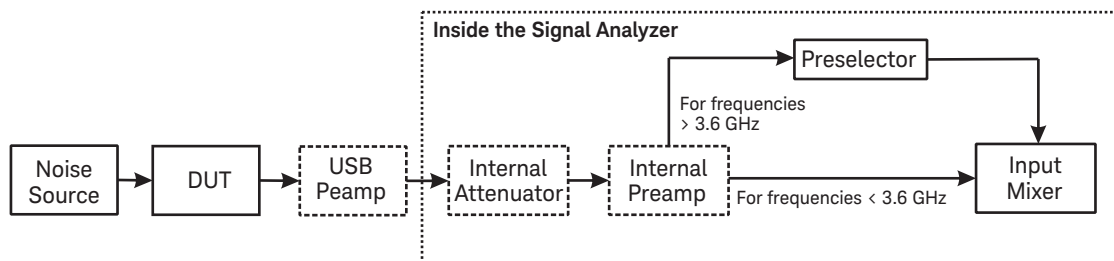 Inside the Signal Analyzer
Preselector
For frequencies
> 3.6 GHz
Noise
Source
DUT
USB
Peamp
Internal
Attenuator
Internal
Preamp
For frequencies < 3.6 GHz
Input
Mixer